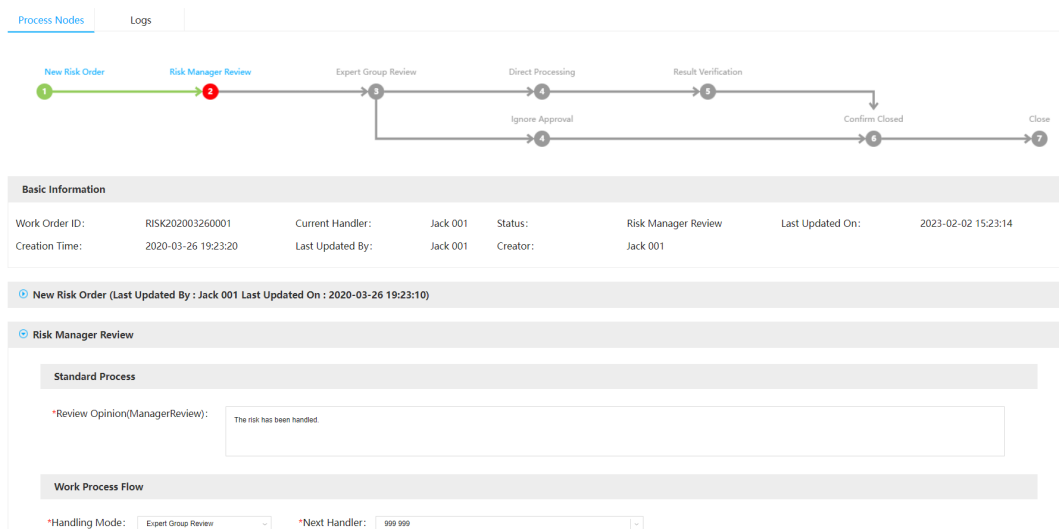 Process Nodes Logs
New Risk Order Risk Manager Review Expert Group Review Direct Processing Result Verification
1 2 3 4 5
Ignore Approval Confirm Closed Close
4 6 7
Basic Information
Work Order ID: RISK202003260001 Current Handler: Jack 001 Status: Risk Manager Review Last Updated On: 2023-02-02 15:23:14
Creation Time: 2020-03-26 19:23:20 Last Updated By: Jack 001 Creator: Jack 001
New Risk Order (Last Updated By : Jack 001 Last Updated On : 2020-03-26 19:23:10)
Risk Manager Review
Standard Process
*Review Opinion(ManagerReview): The risk has been handled.
Work Process Flow
*Handling Mode: Expert Group Review *Next Handler: 999 999